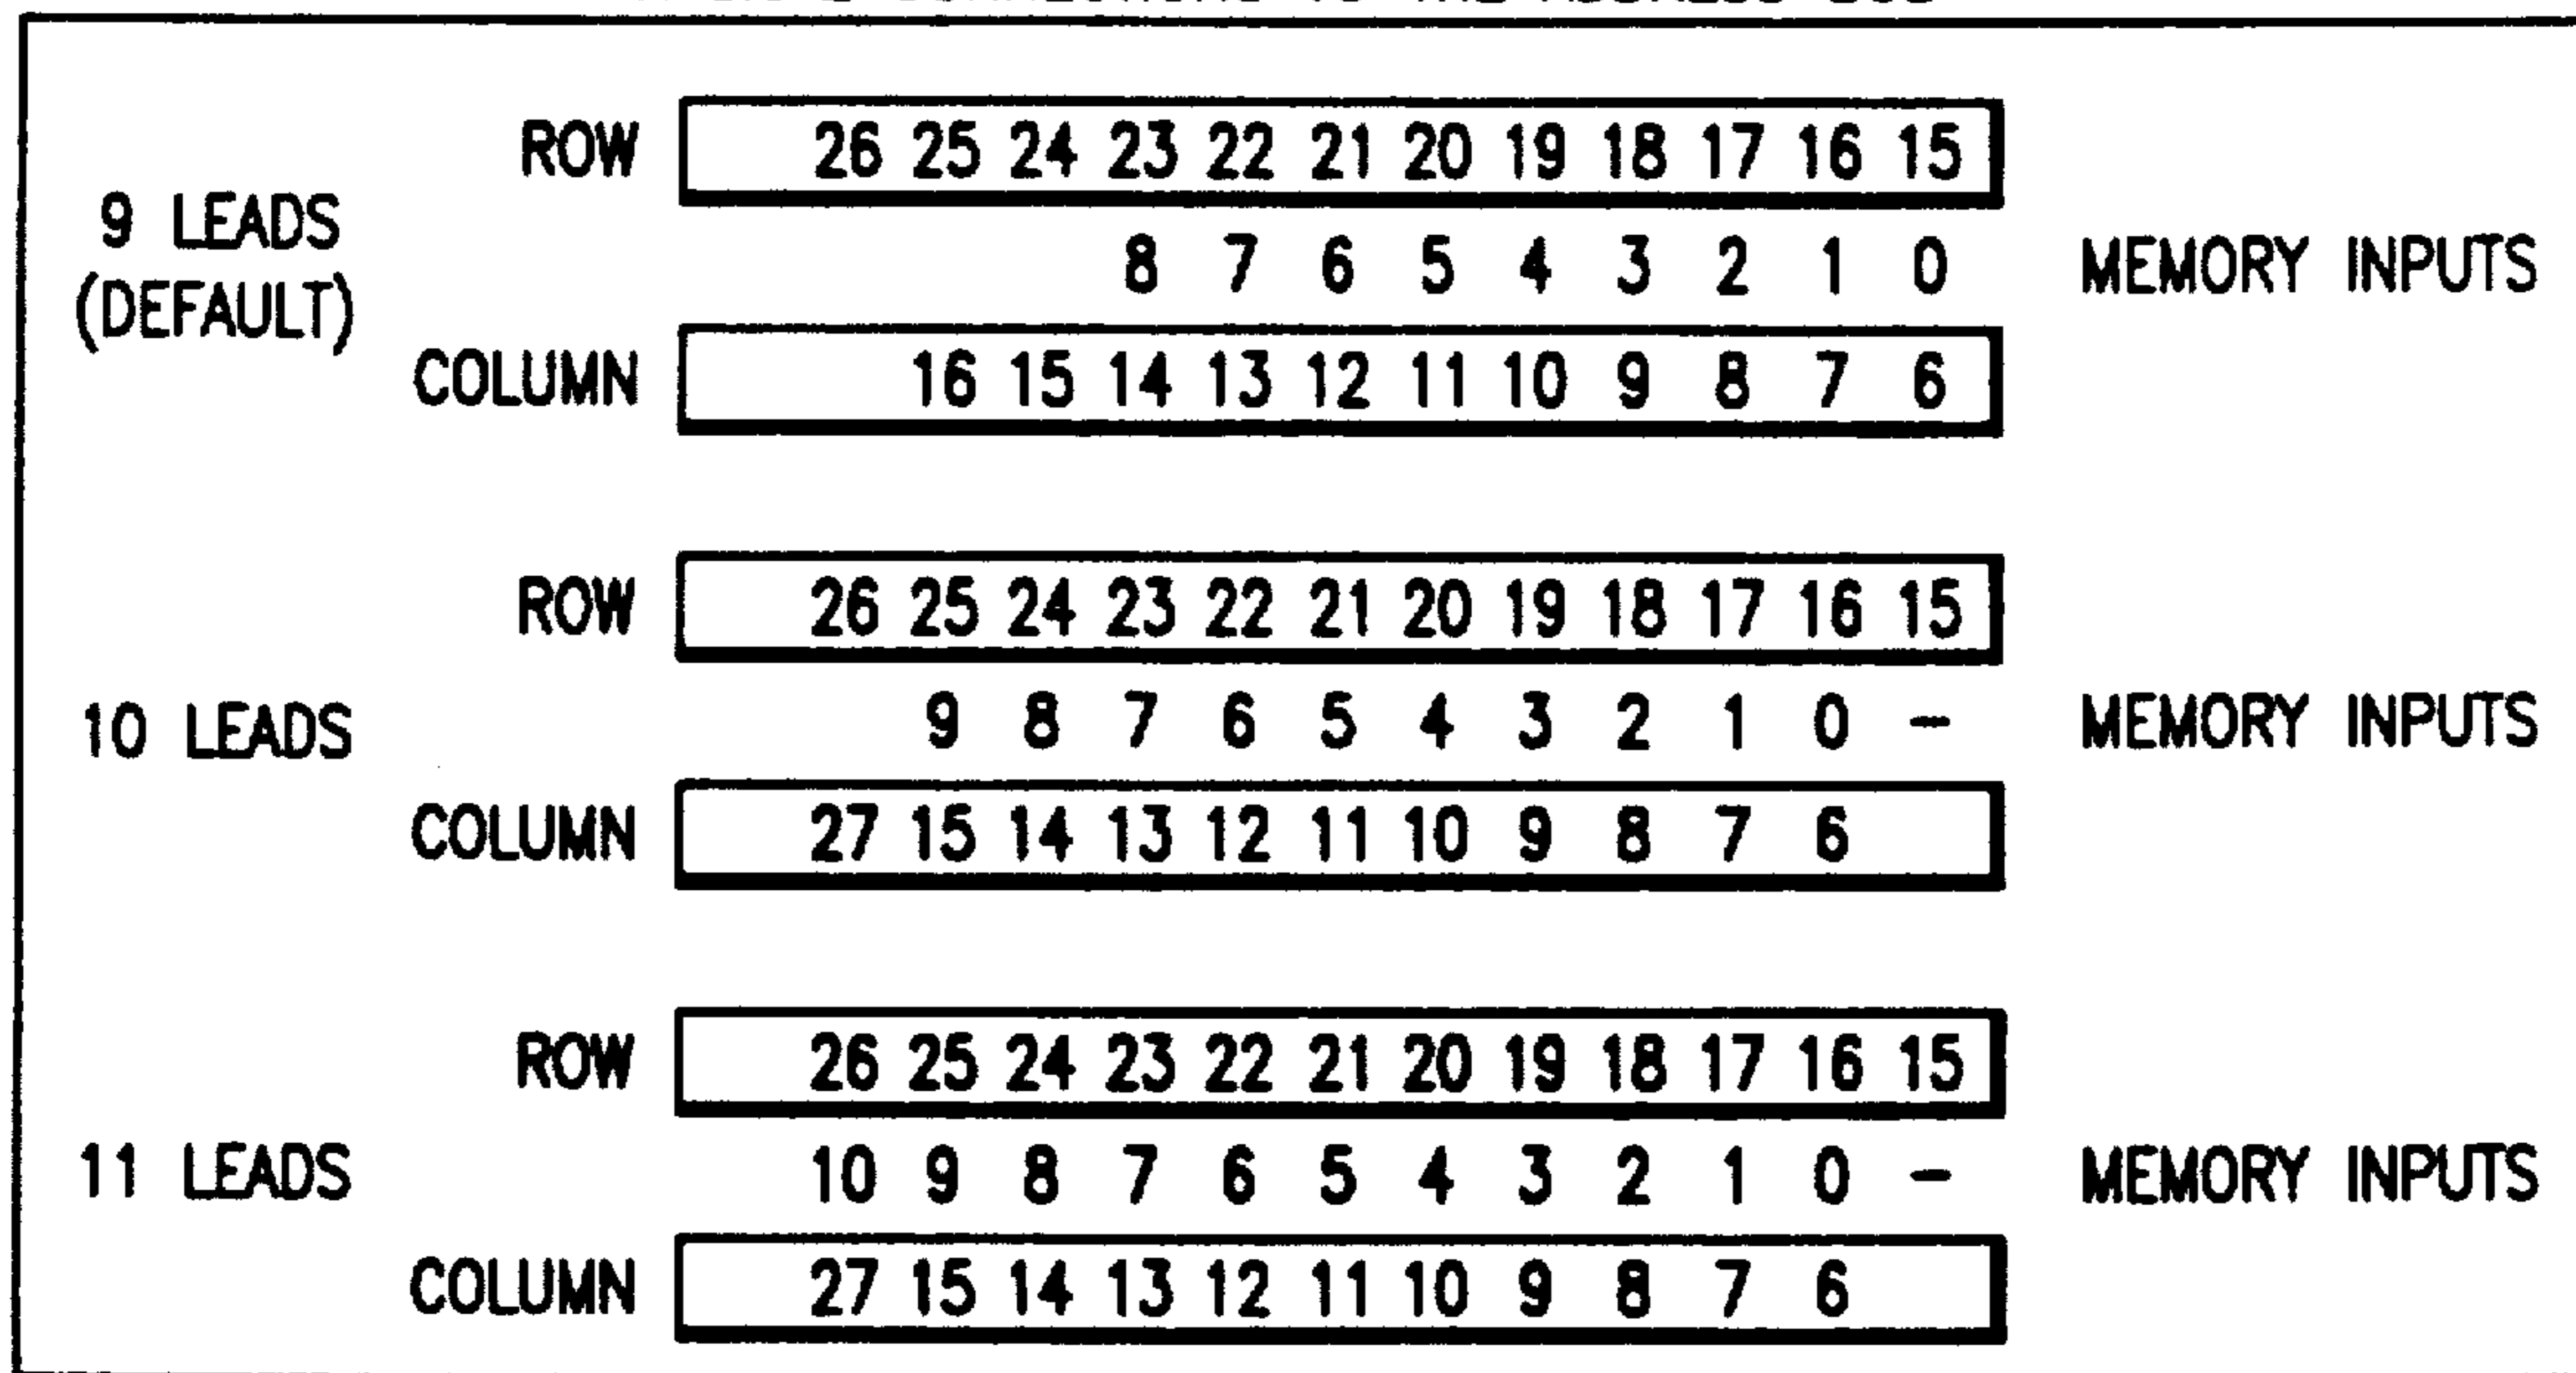 CONNECTIONS TO THE ADDRESS BUS
ROW 26 25 24 23 22 21 20 19 18 17 16 15
9 LEADS
(DEFAULT)
8 7 6 5 4 3 2 1 0 MEMORY INPUTS
COLUMN 16 15 14 13 12 11 10 9 8 7 6
ROW 26 25 24 23 22 21 20 19 18 17 16 15
10 LEADS 9 8 7 6 5 4 3 2 1 0 - MEMORY INPUTS
COLUMN 27 15 14 13 12 11 10 9 8 7 6
ROW 26 25 24 23 22 21 20 19 18 17 16 15
11 LEADS 10 9 8 7 6 5 4 3 2 1 0 - MEMORY INPUTS
COLUMN 27 15 14 13 12 11 10 9 8 7 6